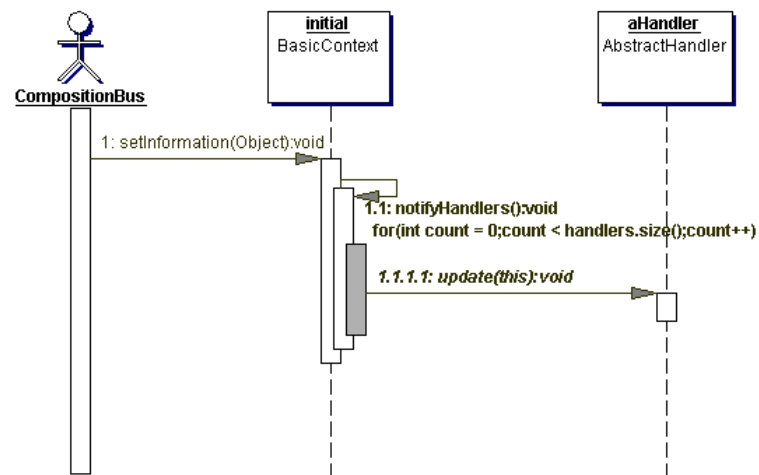 initial
BasicContext
aHandler
AbstractHandler
CompositionBus
1: setInformation(Object):void
1.1: notifyHandlers():void
for(int count = 0;count < handlers.size();count++)
1.1.1.1: update(this):void